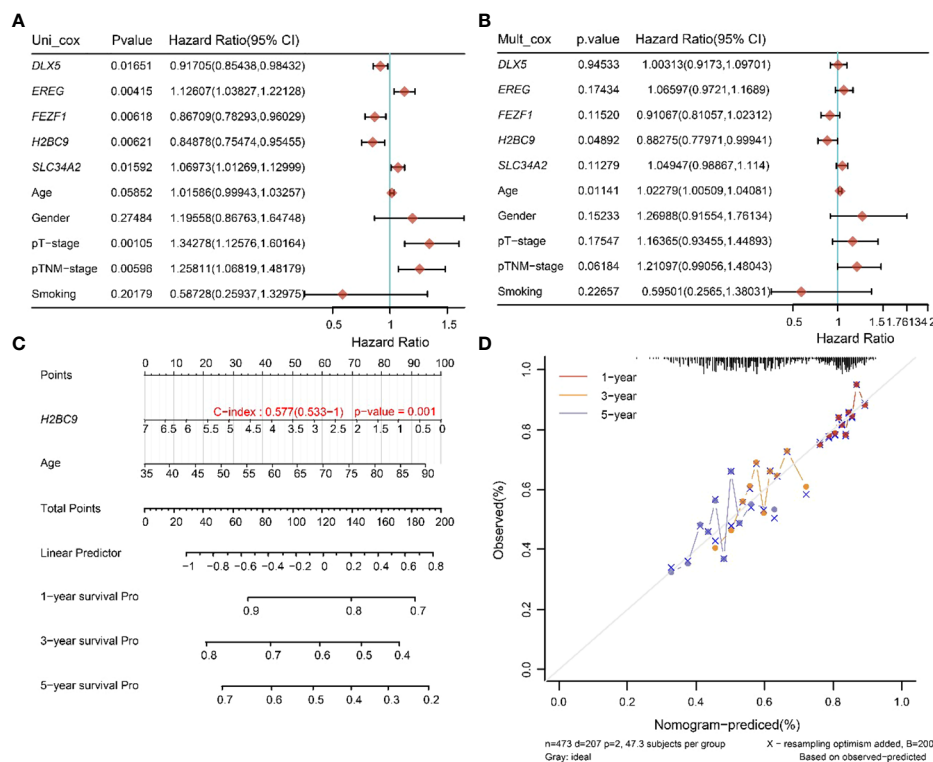 A
Uni_cox Pvalue Hazard Ratio(95% CI)
DLX5 0.01651 0.91705(0.85438,0.98432)
EREG 0.00415 1.12607(1.03827,1.22128)
FEZF1 0.00618 0.86709(0.78293,0.96029)
H2BC9 0.00621 0.84878(0.75474,0.95455)
SLC34A2 0.01592 1.06973(1.01269,1.12999)
Age 0.05852 1.01586(0.99943,1.03257)
Gender 0.27484 1.19558(0.86763,1.64748)
pT-stage 0.00105 1.34278(1.12576,1.60164)
pTNM-stage 0.00596 1.25811(1.06819,1.48179)
Smoking 0.20179 0.58728(0.25937,1.32975)
0.5 1 1.5
Hazard Ratio
B
Mult_cox p.value Hazard Ratio(95% CI)
DLX5 0.94533 1.00313(0.9173,1.09701)
EREG 0.17434 1.06597(0.9721,1.1689)
FEZF1 0.11520 0.91067(0.81057,1.02312)
H2BC9 0.04892 0.88275(0.77971,0.99941)
SLC34A2 0.11279 1.04947(0.98867,1.114)
Age 0.01141 1.02279(1.00509,1.04081)
Gender 0.15233 1.26988(0.91554,1.76134)
pT-stage 0.17547 1.16365(0.93455,1.44893)
pTNM-stage 0.06184 1.21097(0.99056,1.48043)
Smoking 0.22657 0.59501(0.2565,1.38031)
0.5 1 1.5 1.76134 2
Hazard Ratio
C
0 10 20 30 40 50 60 70 80 90 100
Points
C-index : 0.577(0.533-1) p-value = 0.001
H2BC9
7 6.5 6 5.5 5 4.5 4 3.5 3 2.5 2 1.5 1 0.5 0
Age
35 40 45 50 55 60 65 70 75 80 85 90
Total Points
0 20 40 60 80 100 120 140 160 180 200
Linear Predictor
-1 -0.8 -0.6 -0.4 -0.2 0 0.2 0.4 0.6 0.8
1-year survival Pro
0.9 0.8 0.7
3-year survival Pro
0.8 0.7 0.6 0.5 0.4
5-year survival Pro
0.7 0.6 0.5 0.4 0.3 0.2
D
1-year
3-year
5-year
Observed(%)
1.0
0.8
0.6
0.4
0.2
0.0
0.0 0.2 0.4 0.6 0.8 1.0
Nomogram-prediced(%)
n=473 d=207 p=2, 47.3 subjects per group X - resampling optimism added, B=200
Gray: ideal Based on observed-predicted